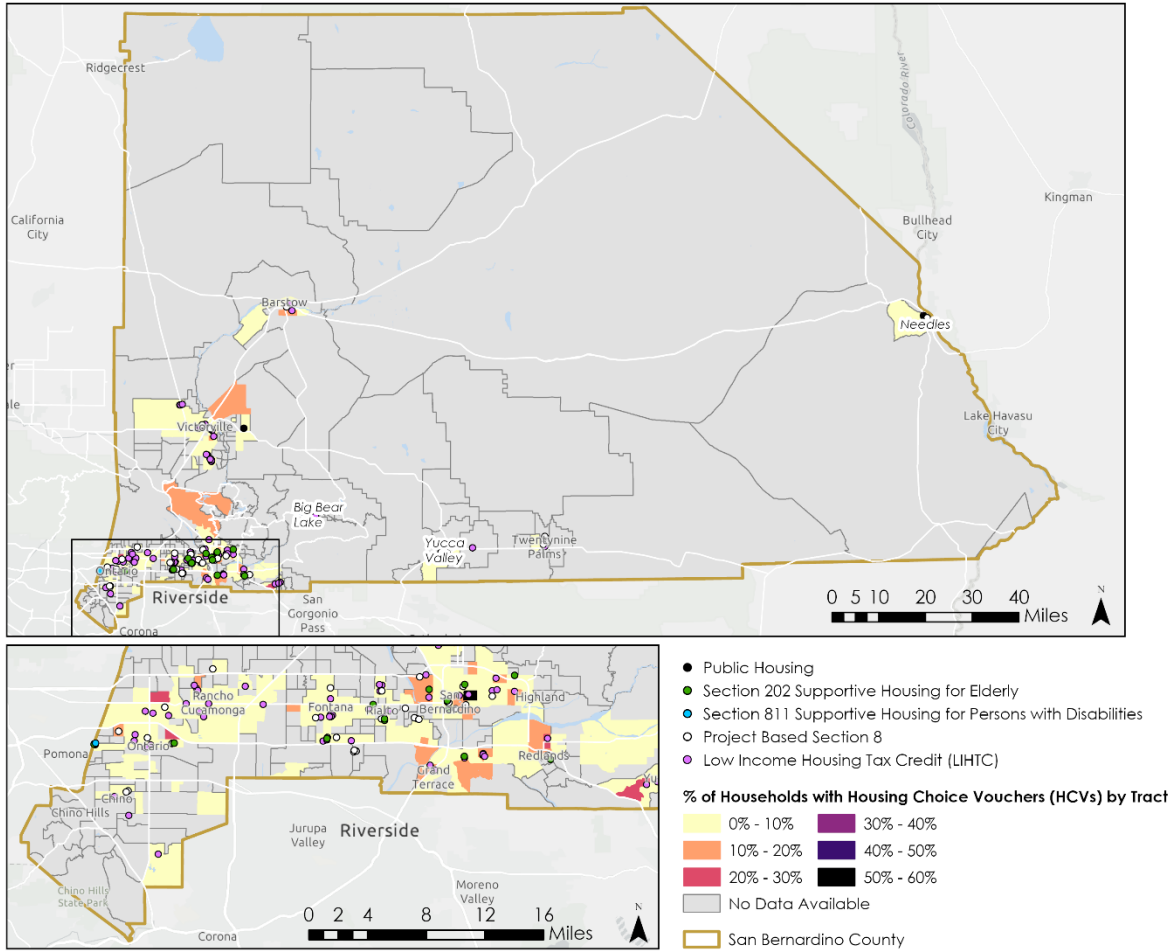 Ridgecrest
Colorado River
California
City
Bullhead
City
Kingman
Barstow
Needles
er
ale
Victorville
Lake Havasu
City
Big Bear
Lake
Yucca
Valley
Twentynine
Palms
Ontario
Riverside
San
Gorgonio
Pass
Corona
0 5 10 20 30 40
Miles
N
Rancho
Cucamonga
Fontana
Rialto
San
Bernardino
Highland
Pomona
Ontario
Redlands
Grand
Terrace
Yu
Chino
Chino Hills
Jurupa
Valley
Riverside
Chino Hills
State Park
Moreno
Valley
Corona
0 2 4 8 12 16
Miles
N
Public Housing
Section 202 Supportive Housing for Elderly
Section 811 Supportive Housing for Persons with Disabilities
Project Based Section 8
Low Income Housing Tax Credit (LIHTC)
% of Households with Housing Choice Vouchers (HCVs) by Tract
0% - 10% 30% - 40%
10% - 20% 40% - 50%
20% - 30% 50% - 60%
No Data Available
San Bernardino County